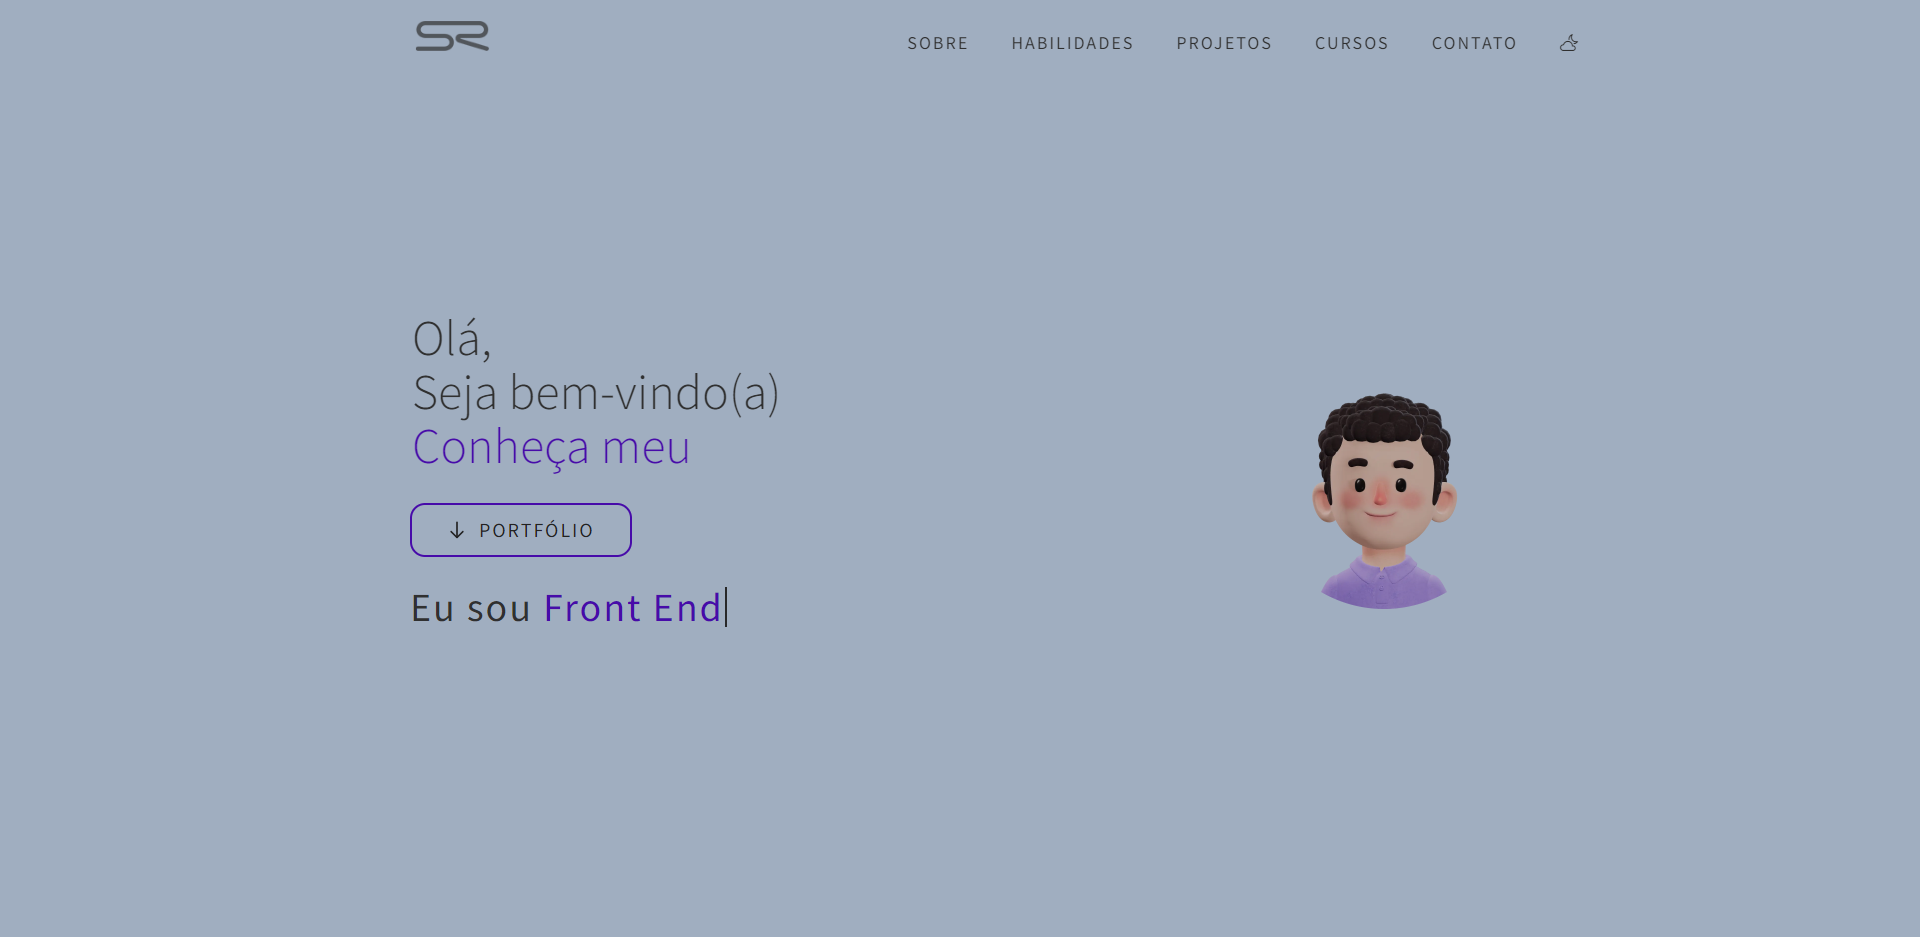 SR
SOBRE HABILIDADES PROJETOS CURSOS CONTATO
Olá,
Seja bem-vindo(a)
Conheça meu
PORTFÓLIO
Eu sou Front End